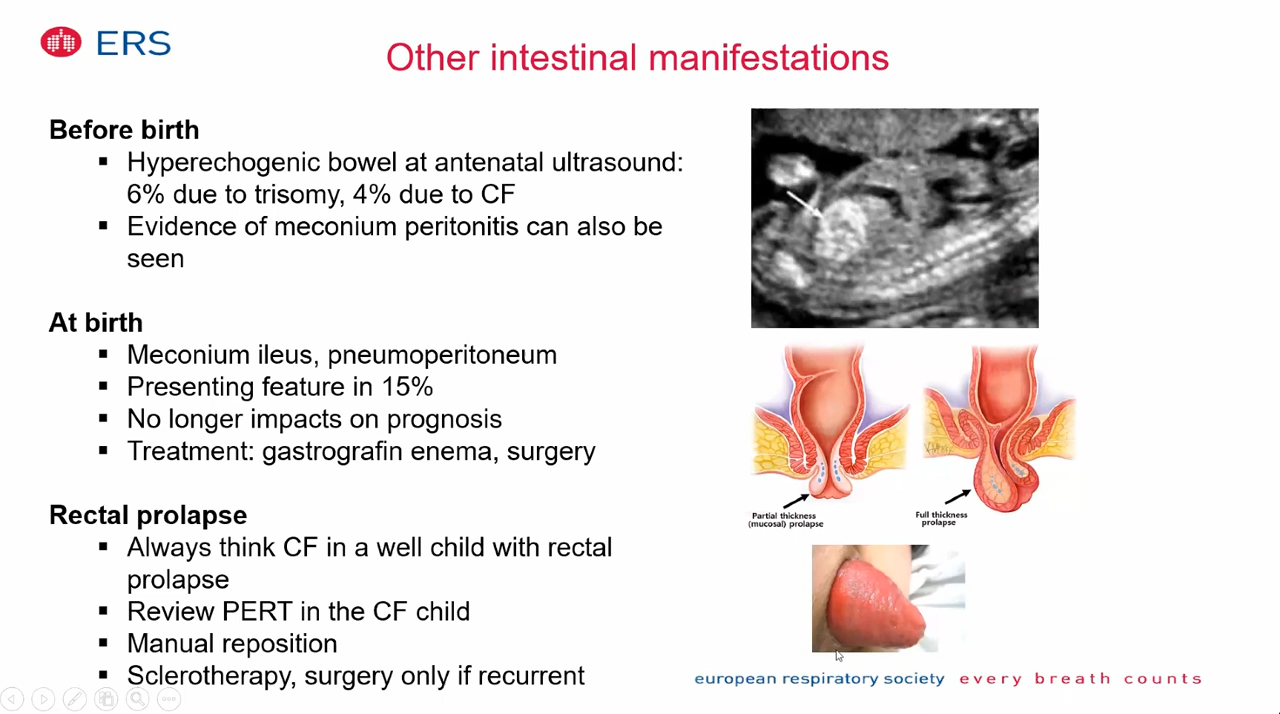 ERS
Other intestinal manifestations
Before birth
▪ Hyperechogenic bowel at antenatal ultrasound:
6% due to trisomy, 4% due to CF
▪ Evidence of meconium peritonitis can also be
seen
At birth
▪ Meconium ileus, pneumoperitoneum
▪ Presenting feature in 15%
▪ No longer impacts on prognosis
▪ Treatment: gastrografin enema, surgery
Rectal prolapse
▪ Always think CF in a well child with rectal
prolapse
▪ Review PERT in the CF child
▪ Manual reposition
▪ Sclerotherapy, surgery only if recurrent
Partial thickness
(mucosal) prolapse
Full thickness
prolapse
european respiratory society every breath counts